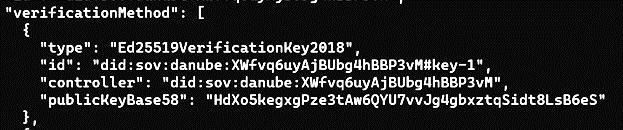 "verificationMethod": [
{
"type": "Ed25519VerificationKey2018",
"id": "did:sov:danube:XWfvq6uyAjBUbg4hBBP3vM#key-1",
"controller": "did:sov:danube:XWfvq6uyAjBUbg4hBBP3vM",
"publicKeyBase58": "HdXo5kegxgPze3tAw6QYU7vvJg4gbxztqSidt8LsB6eS"
},